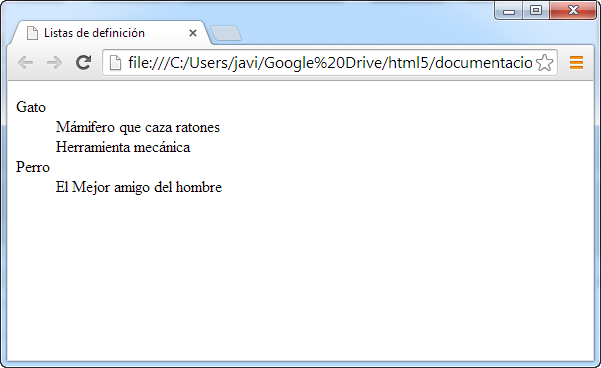 Listas de definición
file:///C:/Users/javi/Google%20Drive/html5/documentacio
Gato
Mámifero que caza ratones
Herramienta mecánica
Perro
El Mejor amigo del hombre